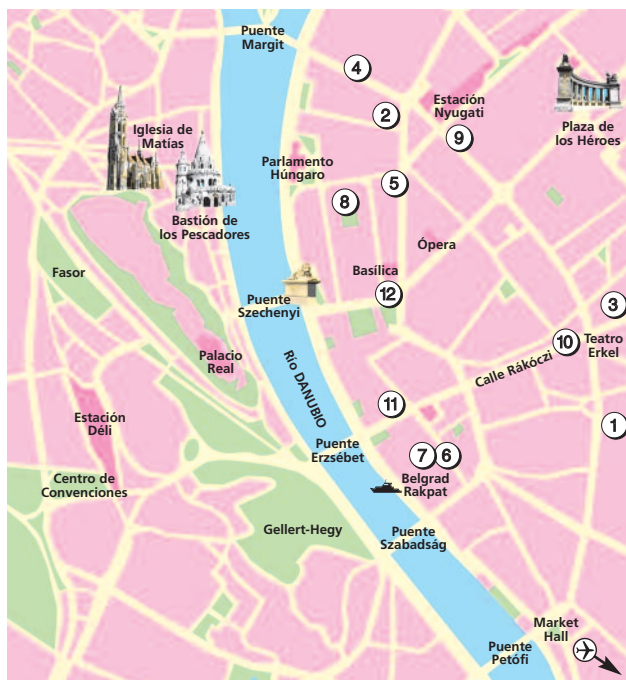 Puente
Margit
4
Estación
Nyugati
2
9
Plaza de
los Héroes
Iglesia de
Matías
Parlamento
Húngaro
5
8
Bastión de
los Pescadores
Ópera
Fasor
Basílica
12
Puente
Szechenyi
3
Palacio
Real
10
Teatro
Erkel
Calle Rákóczi
Río DANUBIO
11
Estación
Déli
1
Puente
Erzsébet
7
6
Centro de
Convenciones
Belgrad
Rakpat
Gellert-Hegy
Puente
Szabadság
Market
Hall
Puente
Petófi